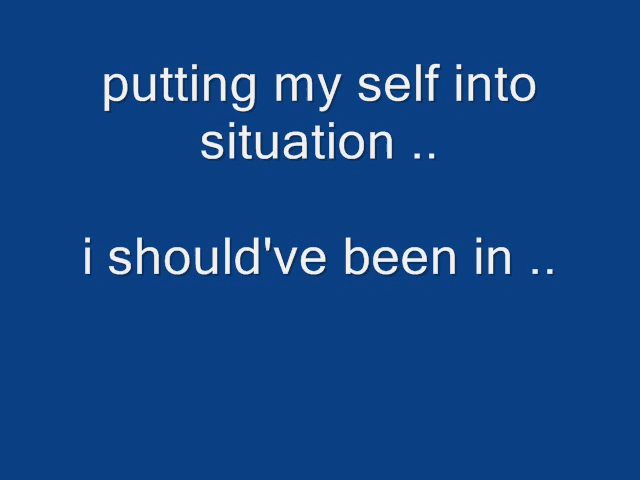 putting my self into
situation ..
i should've been in ..